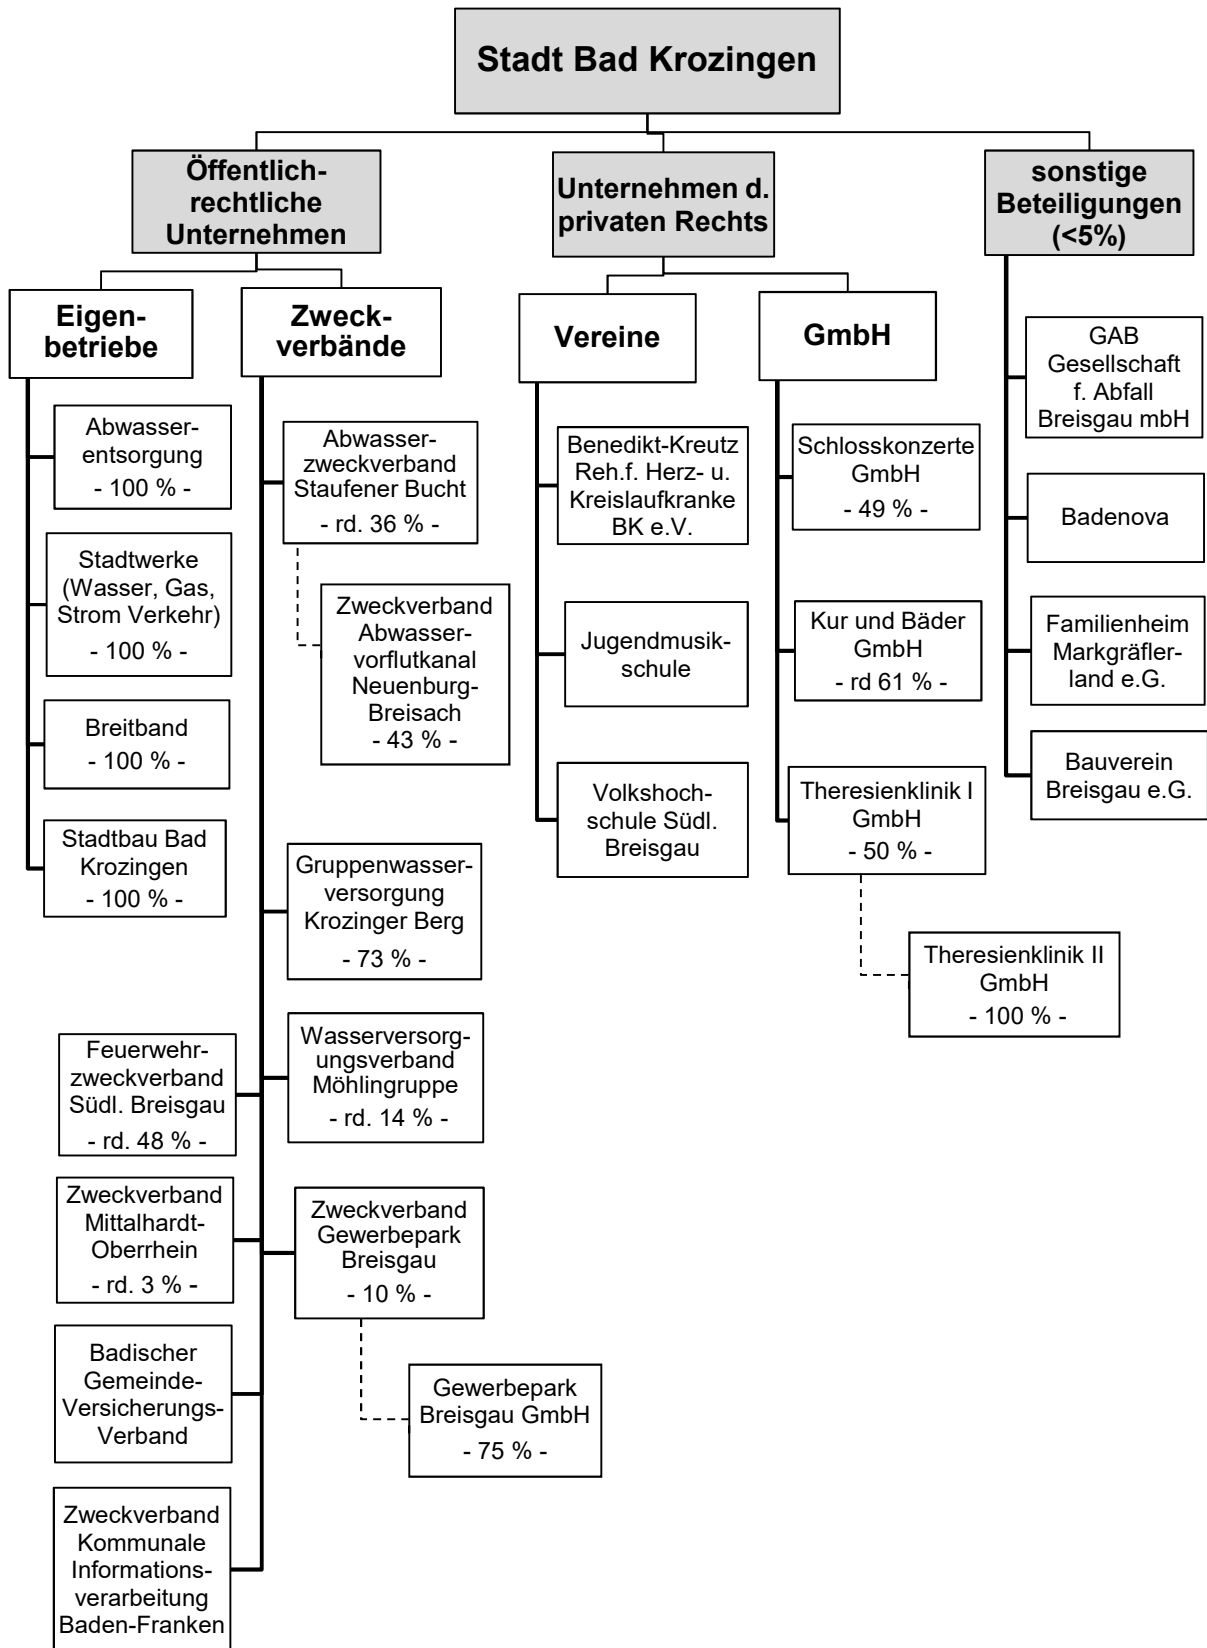 Stadt Bad Krozingen
Öffentlich-
rechtliche
Unternehmen
Eigen-
betriebe
Abwasser-
entsorgung
- 100 % -
Stadtwerke
(Wasser, Gas,
Strom Verkehr)
- 100 % -
Breitband
- 100 % -
Stadtbau Bad
Krozingen
- 100 % -
Zweck-
verbände
Abwasser-
zweckverband
Staufener Bucht
- rd. 36 % -
Zweckverband
Abwasser-
vorflutkanal
Neuenburg-
Breisach
- 43 % -
Gruppenwasser-
versorgung
Krozinger Berg
- 73 % -
Wasserversorg-
ungsverband
Möhlingruppe
- rd. 14 % -
Feuerwehr-
zweckverband
Südl. Breisgau
- rd. 48 % -
Zweckverband
Gewerbepark
Breisgau
- 10 % -
Gewerbepark
Breisgau GmbH
- 75 % -
Zweckverband
Mittalhardt-
Oberrhein
- rd. 3 % -
Badischer
Gemeinde-
Versicherungs-
Verband
Zweckverband
Kommunale
Informations-
verarbeitung
Baden-Franken
Unternehmen d.
privaten Rechts
Vereine
Benedikt-Kreutz
Reh.f. Herz- u.
Kreislaufkranke
BK e.V.
Jugendmusik-
schule
Volkshoch-
schule Südl.
Breisgau
GmbH
Schlosskonzerte
GmbH
- 49 % -
Kur und Bäder
GmbH
- rd 61 % -
Theresienklinik I
GmbH
- 50 % -
Theresienklinik II
GmbH
- 100 % -
sonstige
Beteiligungen
(<5%)
GAB
Gesellschaft
f. Abfall
Breisgau mbH
Badenova
Familienheim
Markgräfler-
land e.G.
Bauverein
Breisgau e.G.